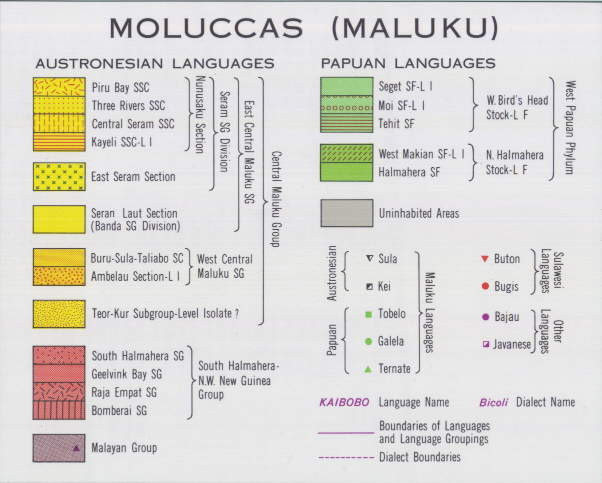 MOLUCCAS (MALUKU)
AUSTRONESIAN LANGUAGES
Piru Bay SSC
Three Rivers SSC
Central Seram SSC
Kayeli SSC-L I
Nunusaku Section
East Seram Section
Seram SG Division
Seran Laut Section
(Banda SG Division)
East Central Maluku SG
Buru-Sula-Taliabo SC
Ambelau Section-L I
West Central
Maluku SG
Teor-Kur Subgroup-Level Isolate ?
Central Maluku Group
South Halmahera SG
Geelvink Bay SG
Raja Empat SG
Bomberai SG
South Halmahera-
N.W. New Guinea
Group
Malayan Group
PAPUAN LANGUAGES
Seget SF-L I
Moi SF-L I
Tehit SF
W. Bird's Head
Stock-L F
West Makian SF-L I
Halmahera SF
N. Halmahera
Stock-L F
West Papuan
Phylum
Uninhabited Areas
Austronesian
Sula
Kei
Papuan
Tobelo
Galela
Ternate
Maluku
Languages
Buton
Bugis
Sulawesi
Languages
Bajau
Javanese
Other
Languages
KAIBOBO Language Name
Bicoli Dialect Name
Boundaries of Languages
and Language Groupings
Dialect Boundaries